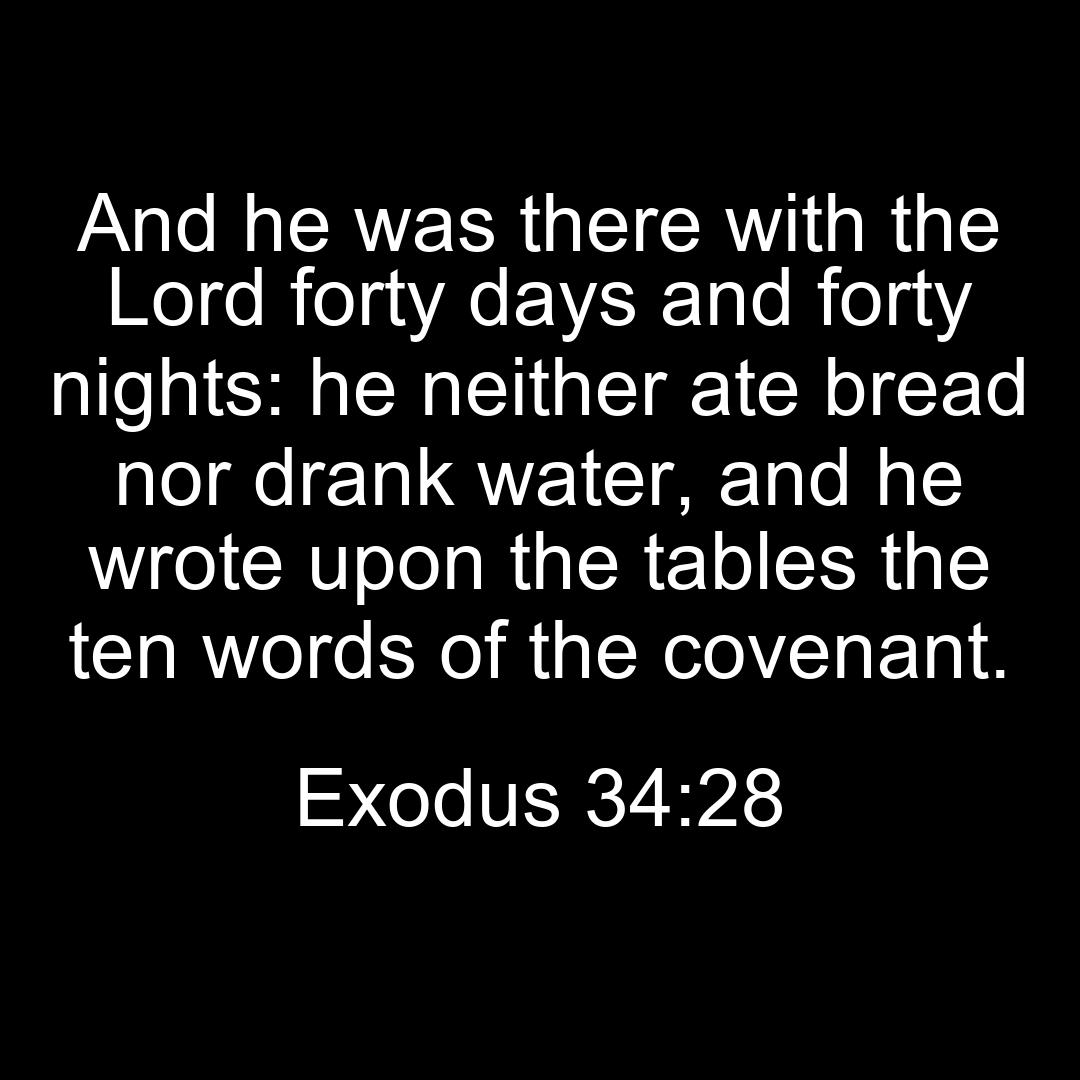 And he was there with the
Lord forty days and forty
nights: he neither ate bread
nor drank water, and he
wrote upon the tables the
ten words of the covenant.
Exodus 34:28